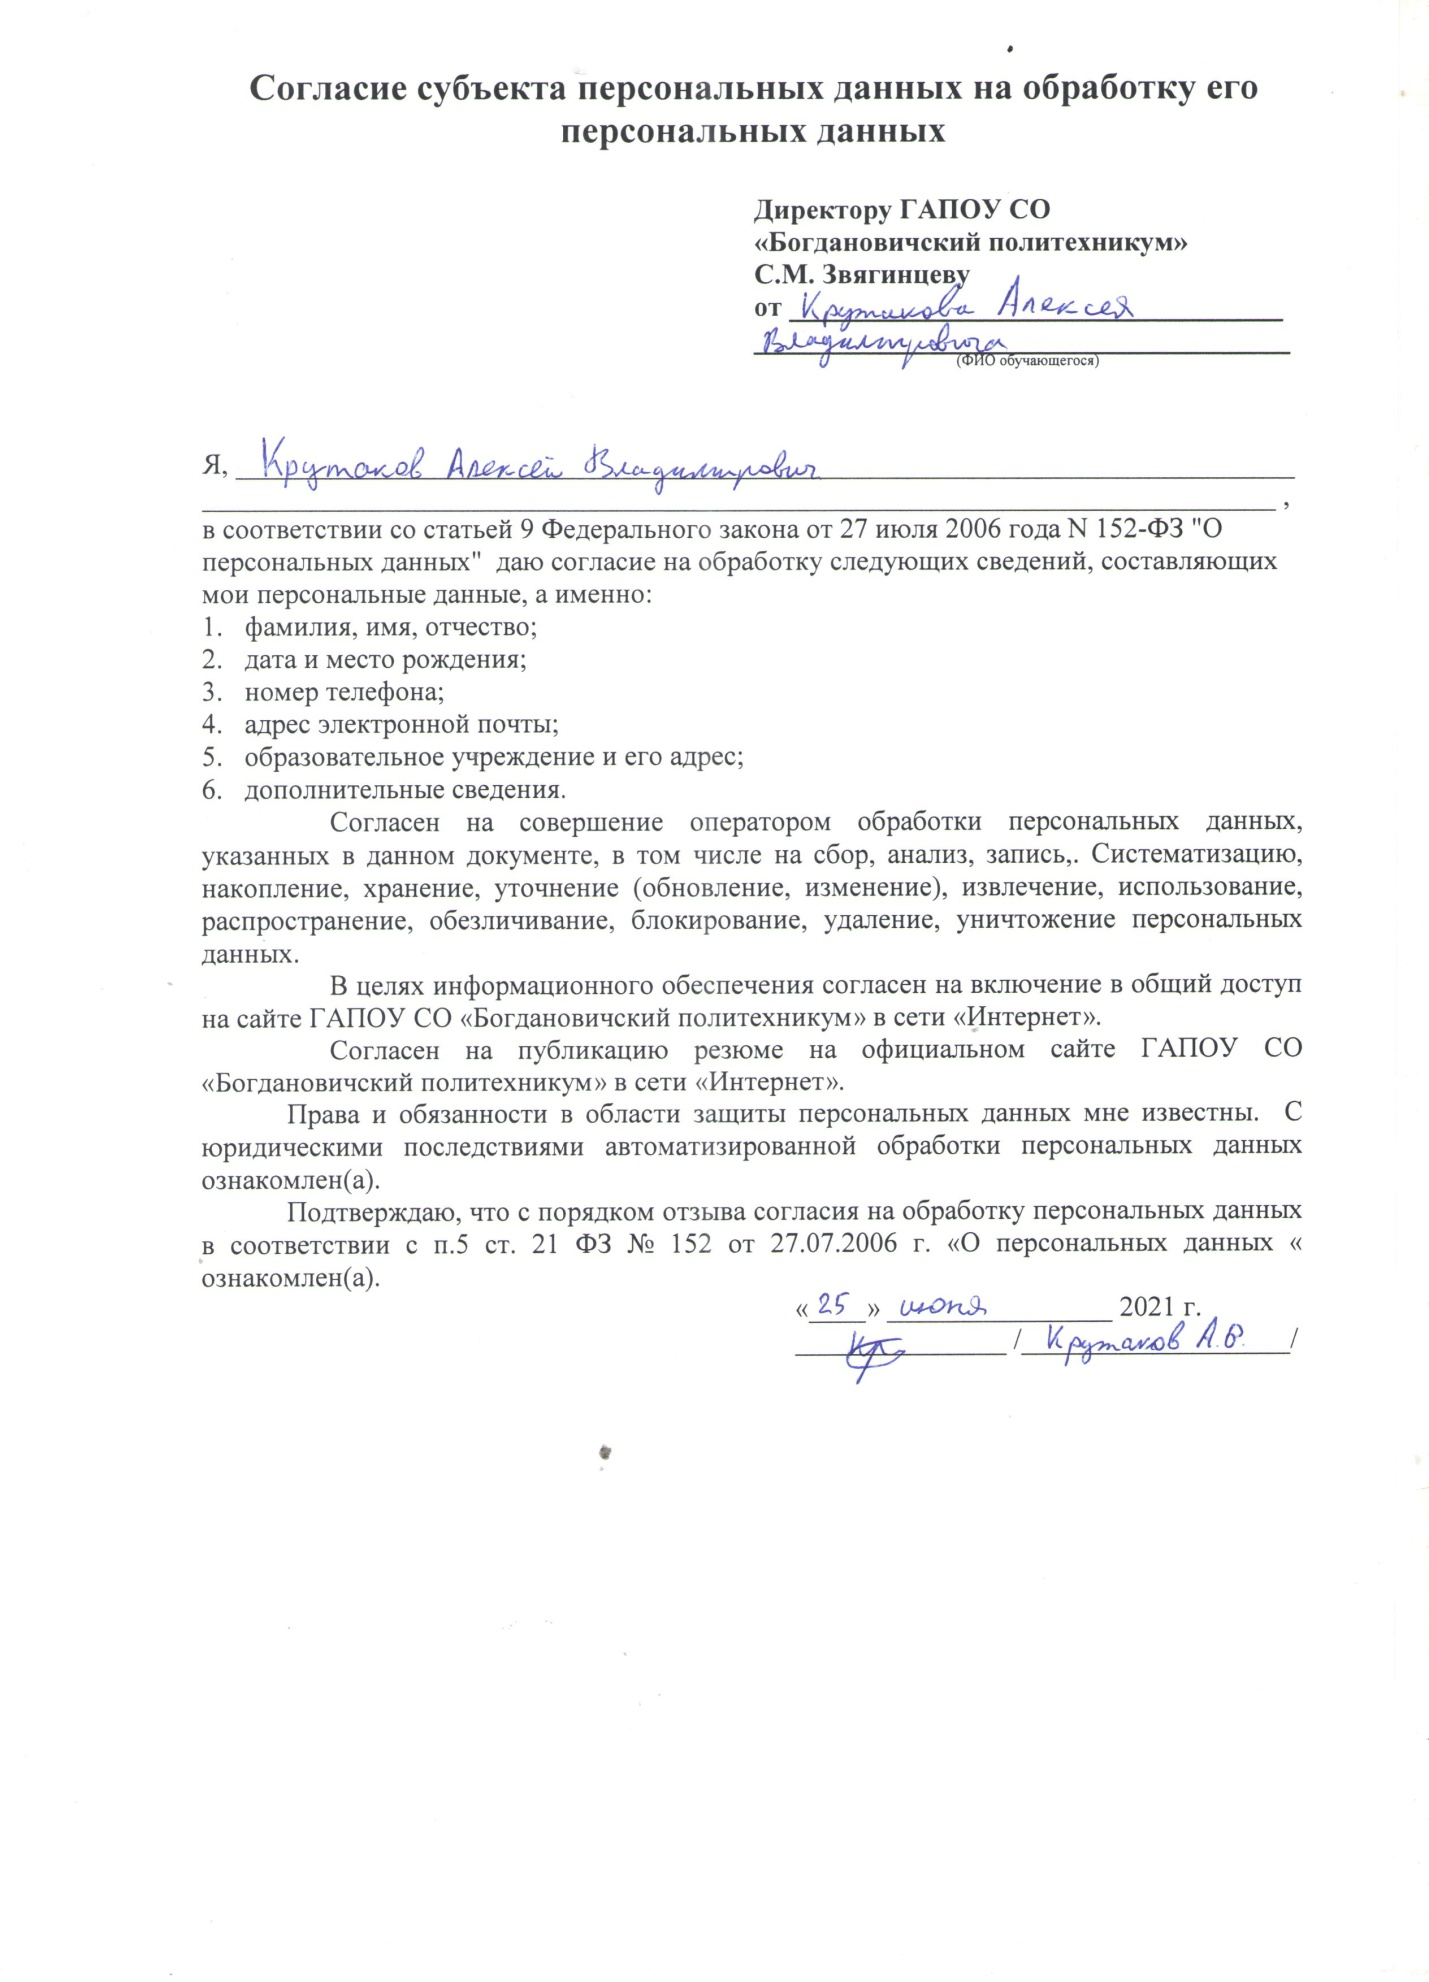 Согласие субъекта персональных данных на обработку его
персональных данных
Директору ГАПОУ СО
«Богдановичский политехникум»
С.М. Звягинцеву
от Крутакова Алексея
Владимировича
(ФИО обучающегося)
Я, Крутаков Алексей Владимирович
,
в соответствии со статьей 9 Федерального закона от 27 июля 2006 года N 152-ФЗ "О
персональных данных" даю согласие на обработку следующих сведений, составляющих
мои персональные данные, а именно:
1. фамилия, имя, отчество;
2. дата и место рождения;
3. номер телефона;
4. адрес электронной почты;
5. образовательное учреждение и его адрес;
6. дополнительные сведения.
Согласен на совершение оператором обработки персональных данных,
указанных в данном документе, в том числе на сбор, анализ, запись,. Систематизацию,
накопление, хранение, уточнение (обновление, изменение), извлечение, использование,
распространение, обезличивание, блокирование, удаление, уничтожение персональных
данных.
В целях информационного обеспечения согласен на включение в общий доступ
на сайте ГАПОУ СО «Богдановичский политехникум» в сети «Интернет».
Согласен на публикацию резюме на официальном сайте ГАПОУ СО
«Богдановичский политехникум» в сети «Интернет».
Права и обязанности в области защиты персональных данных мне известны. С
юридическими последствиями автоматизированной обработки персональных данных
ознакомлен(а).
Подтверждаю, что с порядком отзыва согласия на обработку персональных данных
в соответствии с п.5 ст. 21 ФЗ № 152 от 27.07.2006 г. «О персональных данных «
ознакомлен(а).
«25» июня 2021 г.
/ Крутаков А.В. /